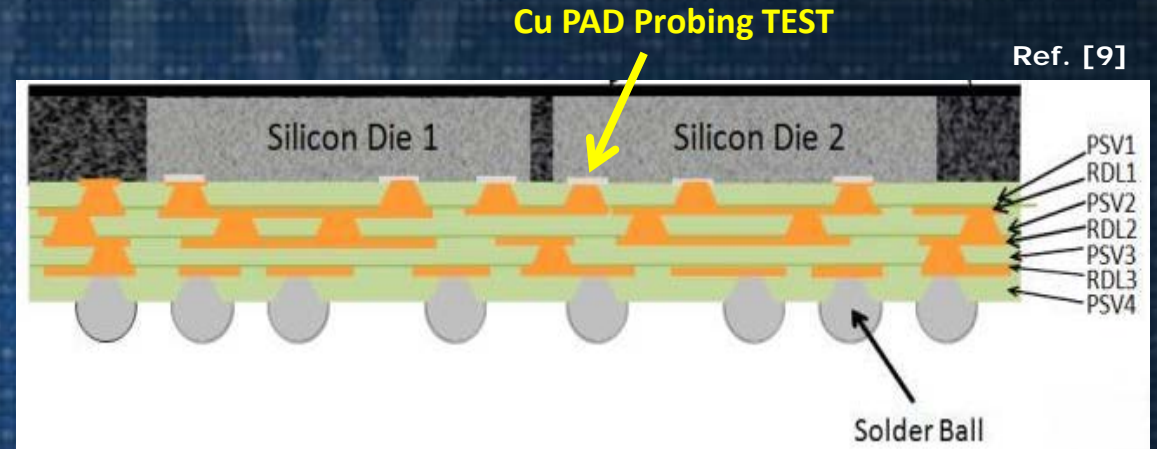 Cu PAD Probing TEST
Ref. [9]
Silicon Die 1
Silicon Die 2
PSV1
RDL1
PSV2
RDL2
PSV3
RDL3
PSV4
Solder Ball